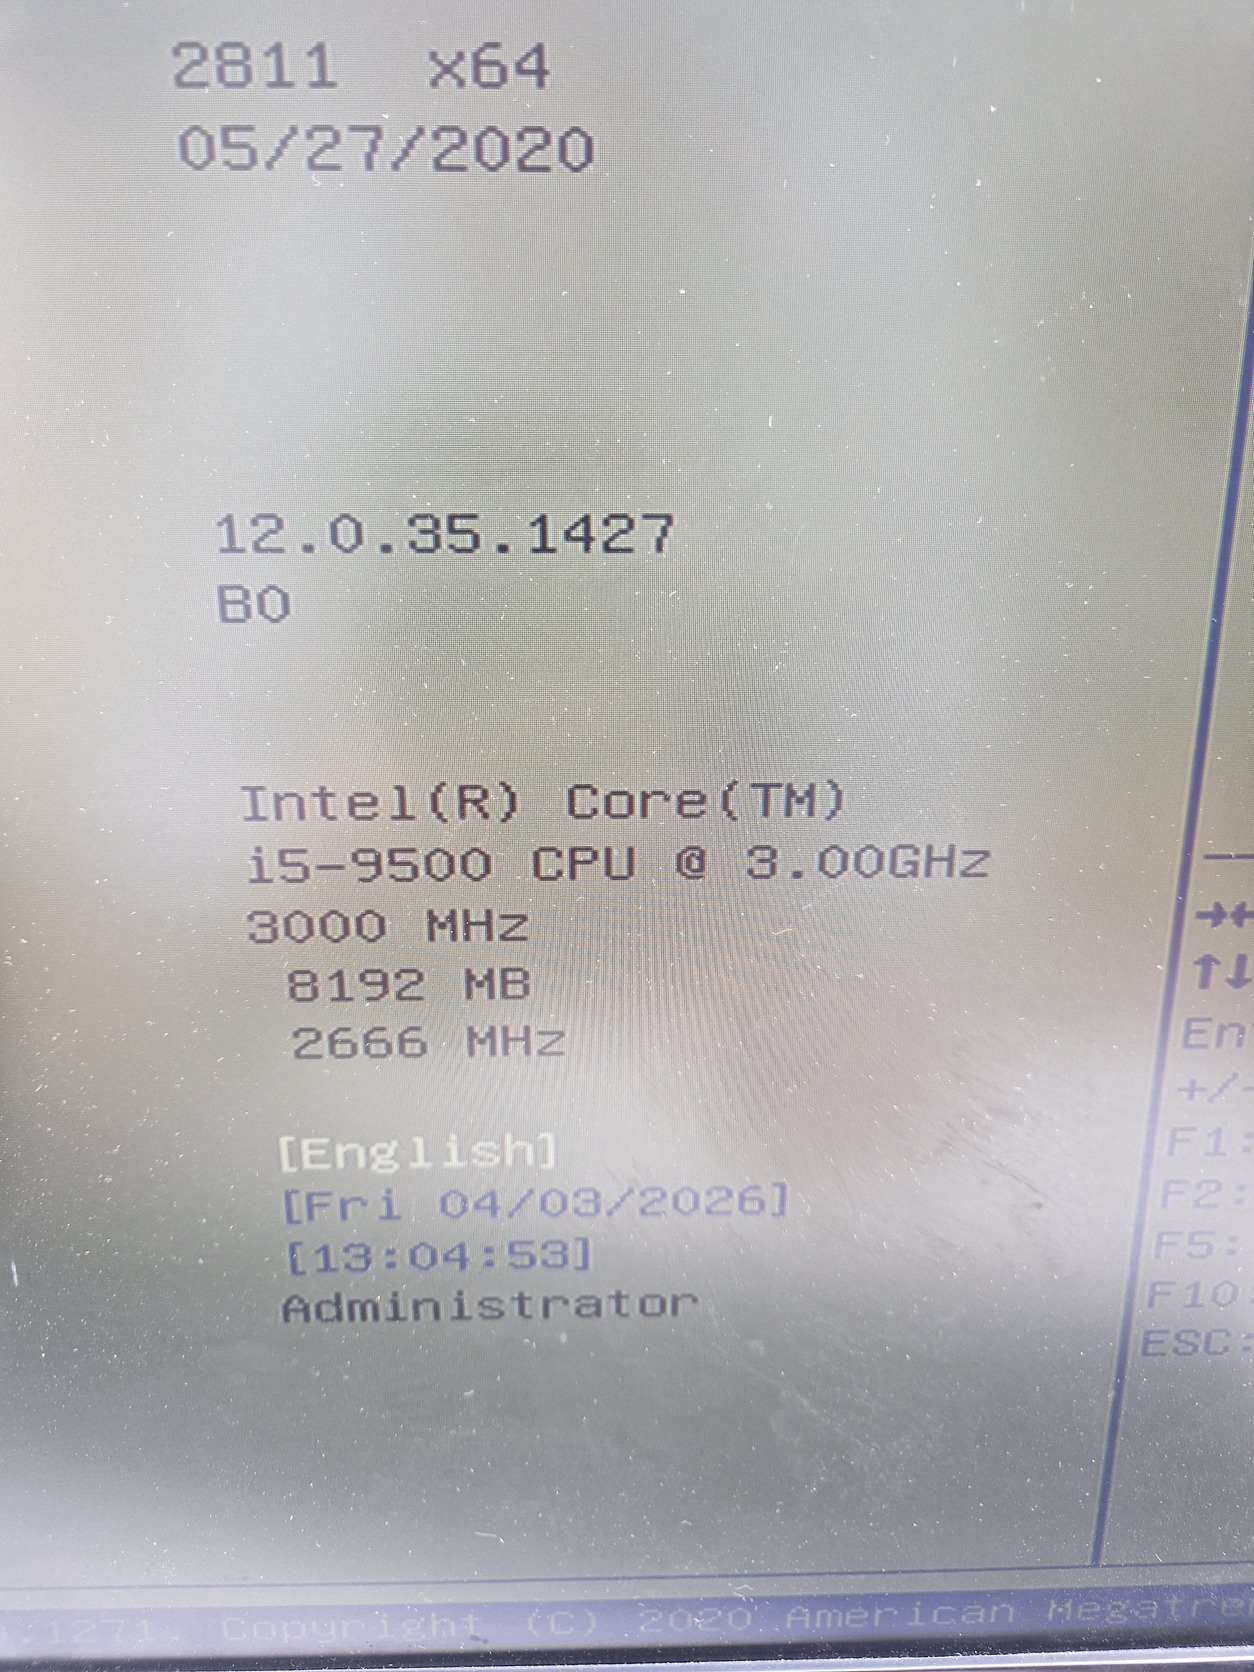 2811 x64
05/27/2020
12.0.35.1427
B0
Intel(R) Core(TM)
i5-9500 CPU @ 3.00GHz
3000 MHz
8192 MB
2666 MHz
→←
↑↓
En
+/-
[English]
F1:
[Fri 04/03/2026]
F2:
[13:04:53]
F5:
Administrator
F10
ESC:
.1271. Copyright (C) 2020 American Megatre